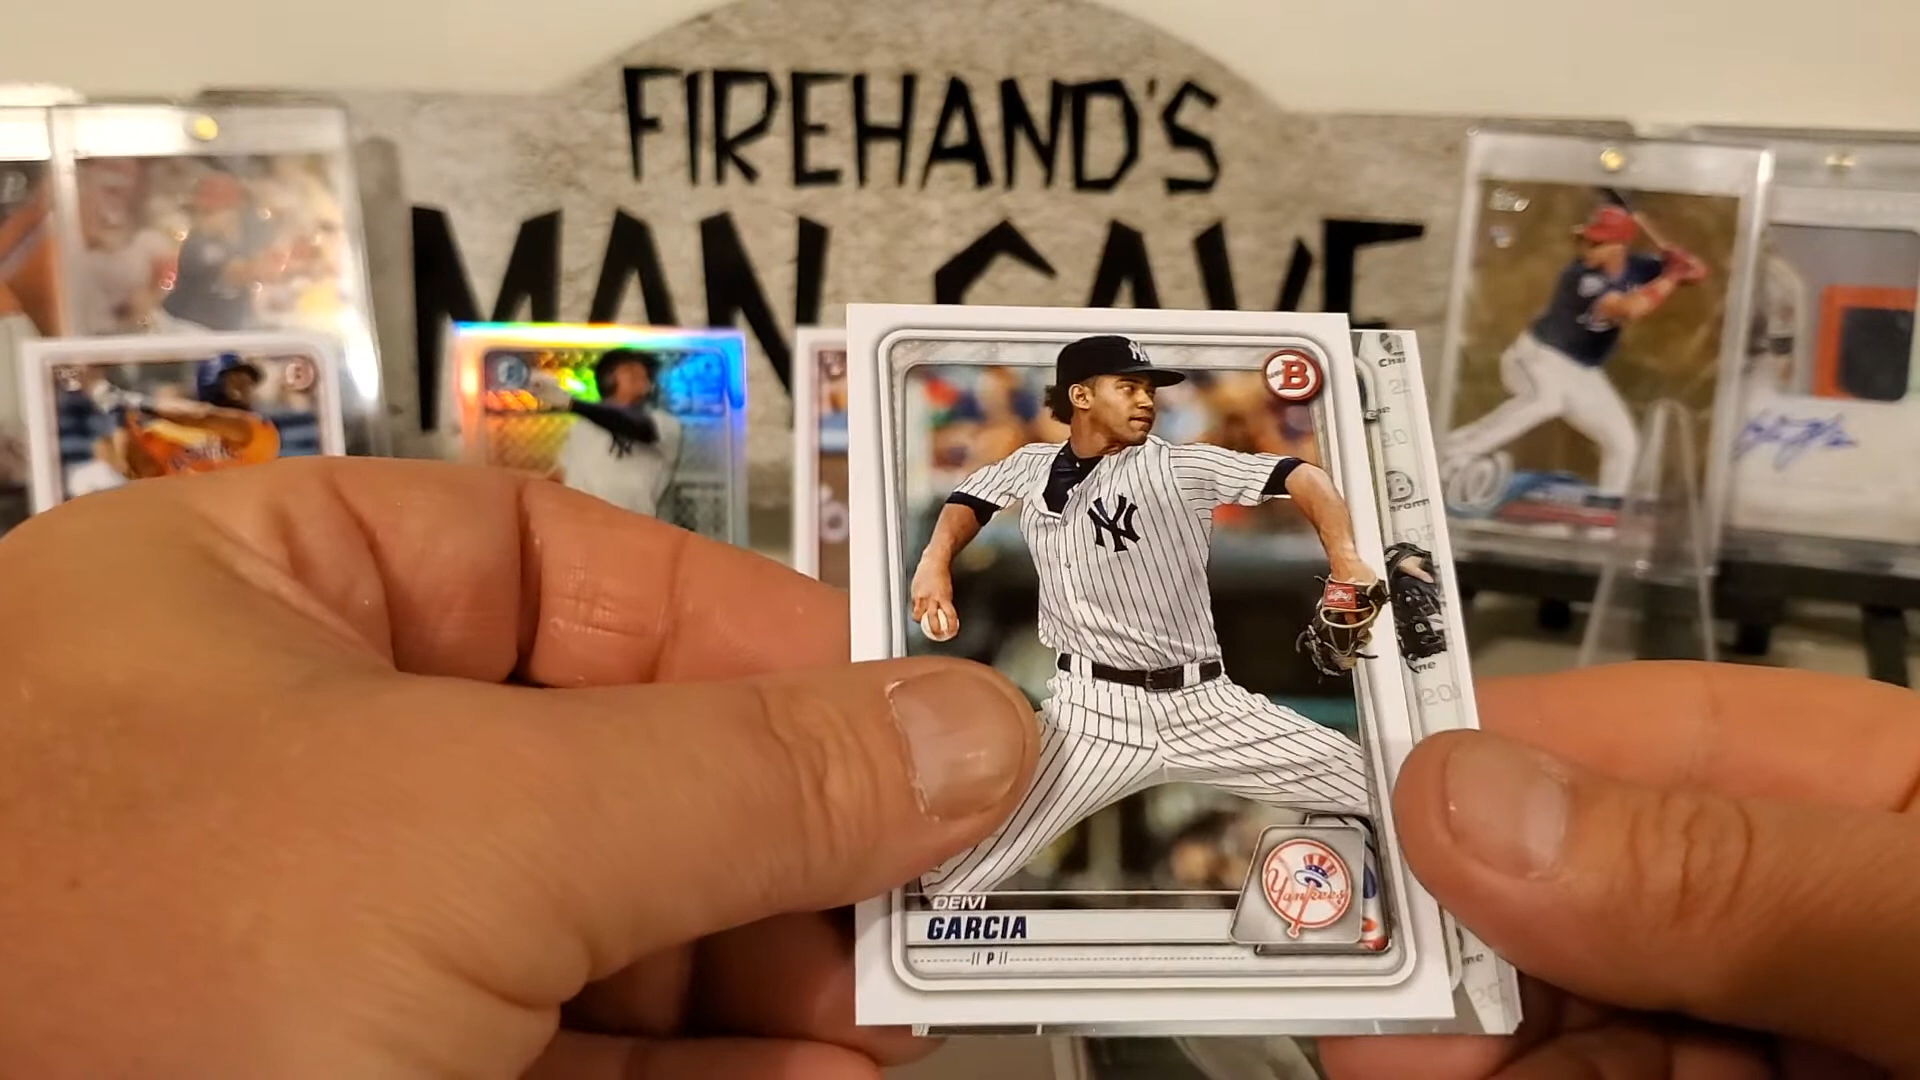 FIREHAND'S
MAN CAVE
B
NY
DEIVI
GARCIA
P
Yankees